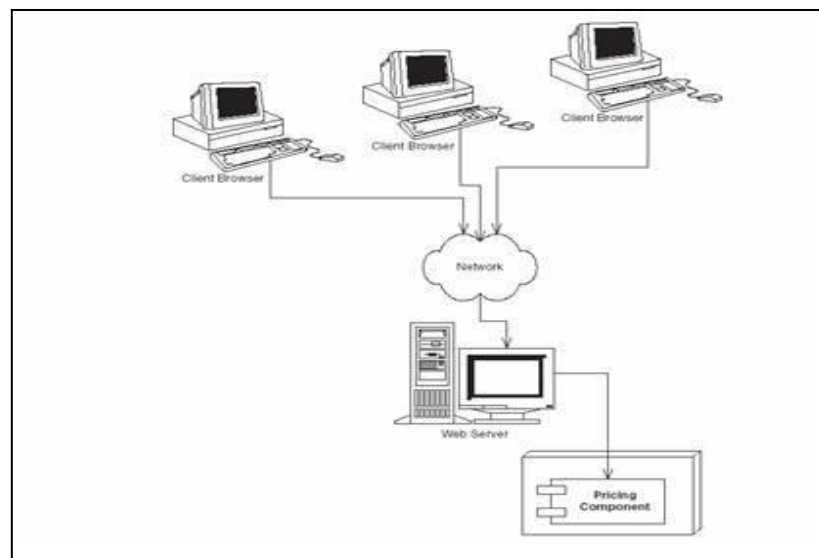 Client Browser
Client Browser
Client Browser
Network
Web Server
Pricing
Component